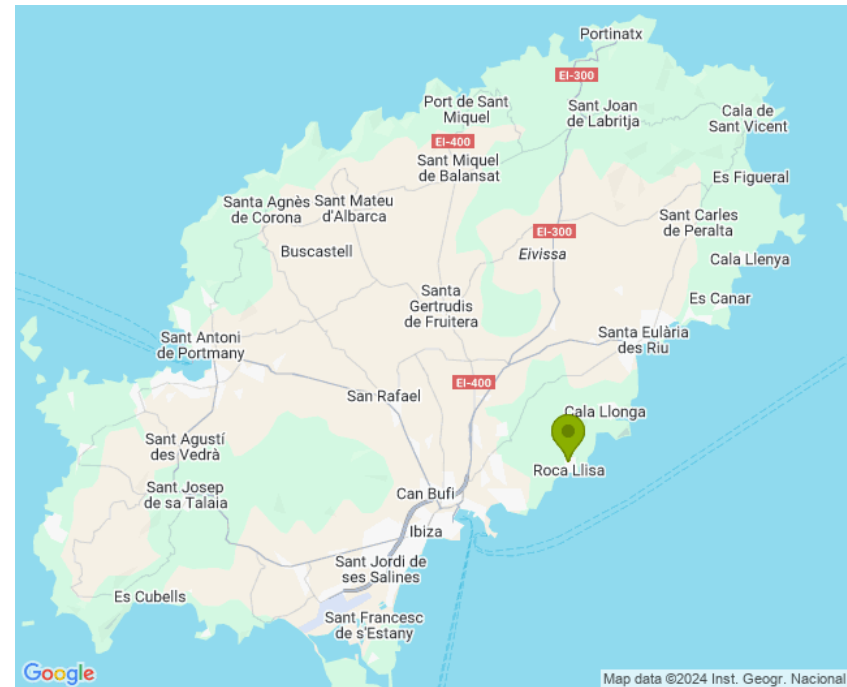 Portinatx
EI-300
Port de Sant
Miquel
Sant Joan
de Labritja
Cala de
Sant Vicent
EI-400
Sant Miquel
de Balansat
Es Figueral
Santa Agnès
de Corona
Sant Mateu
d'Albarca
Sant Carles
de Peralta
EI-300
Buscastell
Eivissa
Cala Llenya
Santa
Gertrudis
de Fruitera
Es Canar
Sant Antoni
de Portmany
Santa Eulària
des Riu
EI-400
San Rafael
Cala Llonga
Sant Agustí
des Vedrà
Roca Llisa
Sant Josep
de sa Talaia
Can Bufi
Ibiza
Sant Jordi de
ses Salines
Es Cubells
Sant Francesc
de s'Estany
Google
Map data ©2024 Inst. Geogr. Nacional